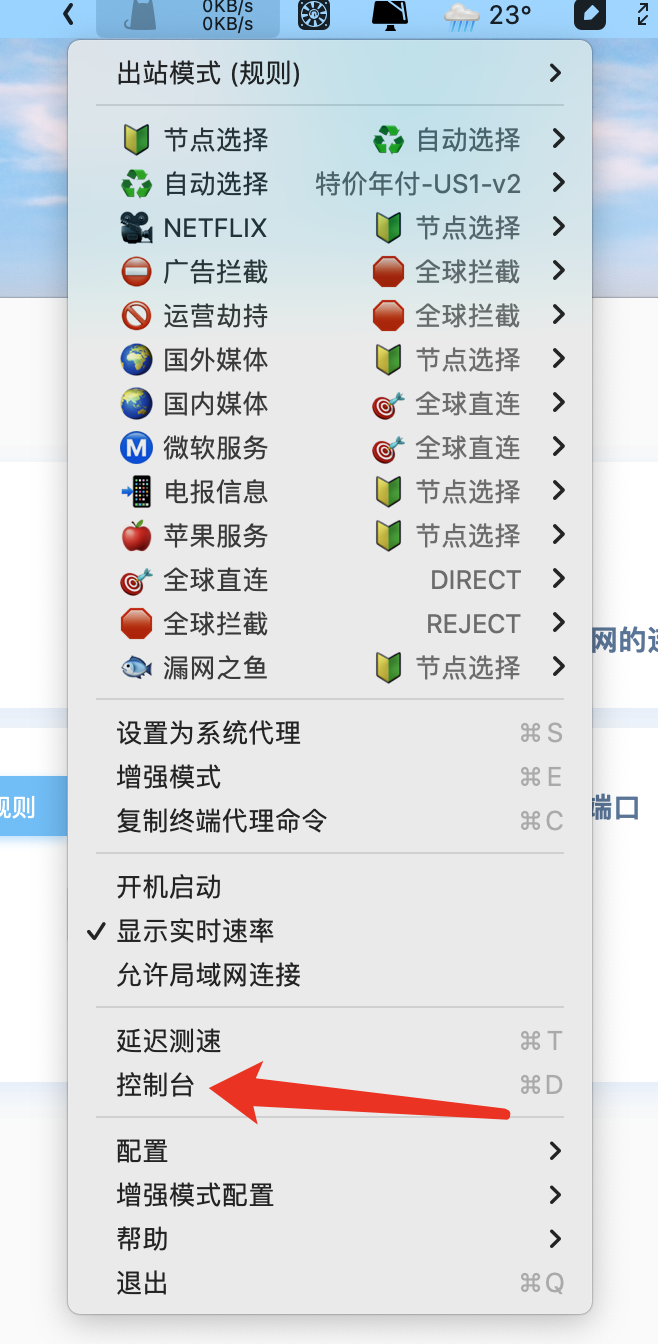 0KB/s
0KB/s
23°
出站模式 (规则)
节点选择 自动选择
自动选择 特价年付-US1-v2
NETFLIX 节点选择
广告拦截 全球拦截
运营劫持 全球拦截
国外媒体 节点选择
国内媒体 全球直连
M 微软服务 全球直连
电报信息 节点选择
苹果服务 节点选择
全球直连 DIRECT
全球拦截 REJECT
网的连
漏网之鱼 节点选择
设置为系统代理 ⌘S
增强模式 ⌘E
规则
端口
复制终端代理命令 ⌘C
开机启动
✓ 显示实时速率
允许局域网连接
延迟测速 ⌘T
控制台 ⌘D
配置
增强模式配置
帮助
退出 ⌘Q